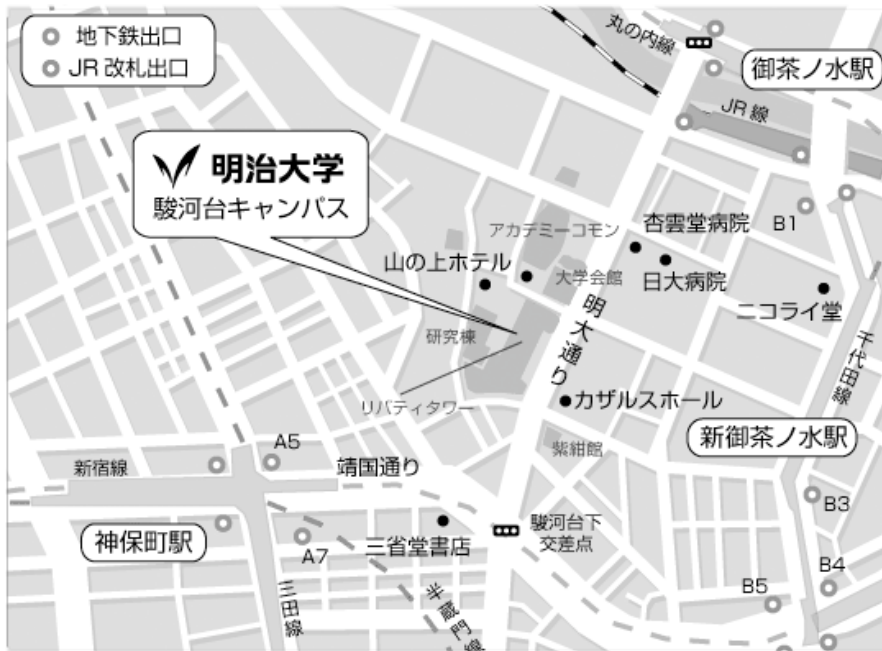 地下鉄出口
JR 改札出口
丸の内線
御茶ノ水駅
JR 線
明治大学
駿河台キャンパス
アカデミーコモン
杏雲堂病院
B1
山の上ホテル
大学会館
日大病院
ニコライ堂
明大通り
研究棟
千代田線
リバティタワー
カザルスホール
紫紺館
新御茶ノ水駅
A5
新宿線
靖国通り
B3
神保町駅
A7
三省堂書店
駿河台下
交差点
三田線
半蔵門線
B4
B5